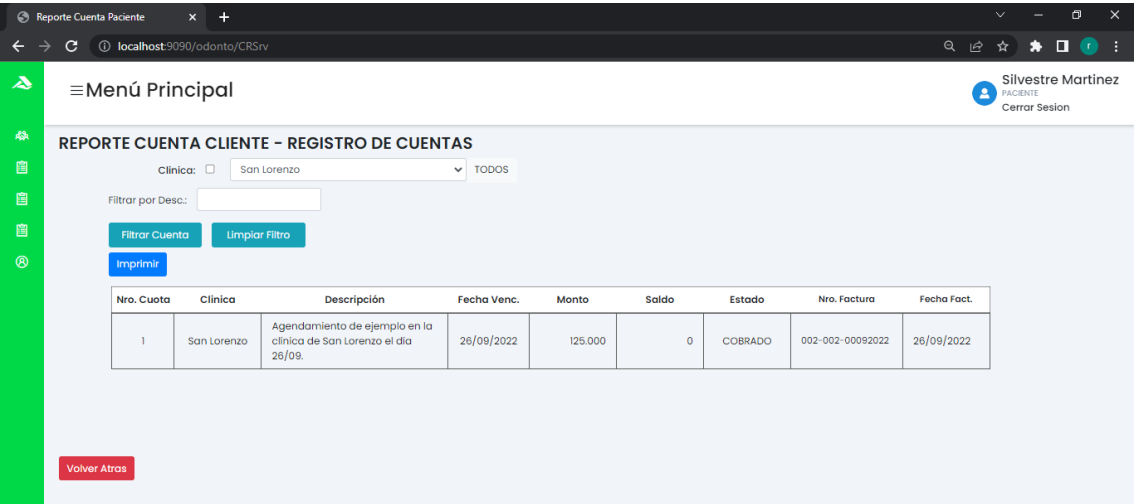 Reporte Cuenta Paciente
localhost:9090/odonto/CRSrv
r
Menú Principal
Silvestre Martinez
PACIENTE
Cerrar Sesion
REPORTE CUENTA CLIENTE - REGISTRO DE CUENTAS
Clinica: San Lorenzo TODOS
Filtrar por Desc.:
Filtrar Cuenta Limpiar Filtro
Imprimir
Nro. Cuota Clínica Descripción Fecha Venc. Monto Saldo Estado Nro. Factura Fecha Fact.
1 San Lorenzo Agendamiento de ejemplo en la clínica de San Lorenzo el día 26/09. 26/09/2022 125.000 0 COBRADO 002-002-00092022 26/09/2022
Volver Atras